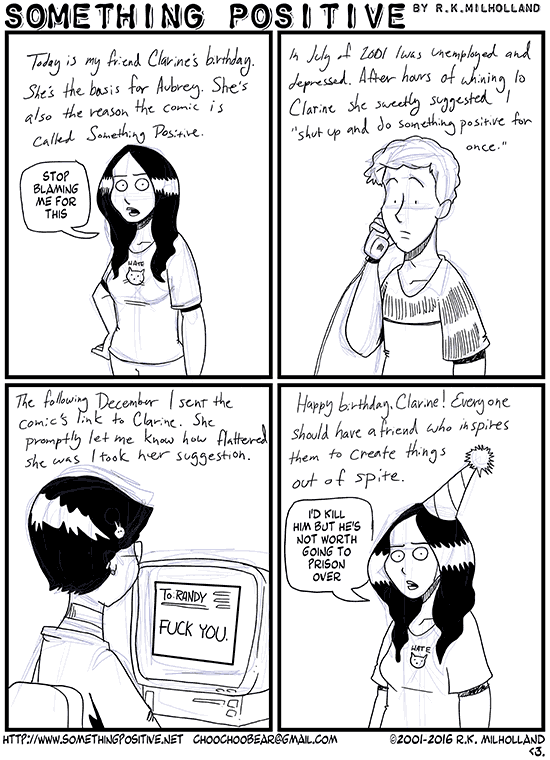 SOMETHING POSITIVE BY R.K.MILHOLLAND
Today is my friend Clarine's birthday.
She's the basis for Aubrey. She's
also the reason the comic is
called Something Positive.
STOP
BLAMING
ME FOR
THIS
HATE
In July of 2001 I was unemployed and
depressed. After hours of whining to
Clarine she sweetly suggested I
"shut up and do something positive for
once."
The following December I sent the
comic's link to Clarine. She
promptly let me know how flattered
she was I took her suggestion.
TO: RANDY
FUCK YOU.
Happy birthday, Clarine! Everyone
should have a friend who inspires
them to create things
out of spite.
I'D KILL
HIM BUT HE'S
NOT WORTH
GOING TO
PRISON
OVER
HATE
HTTP://WWW.SOMETHINGPOSITIVE.NET CHOOCHOOBEAR@GMAIL.COM ©2001-2016 R.K. MILHOLLAND
<3.